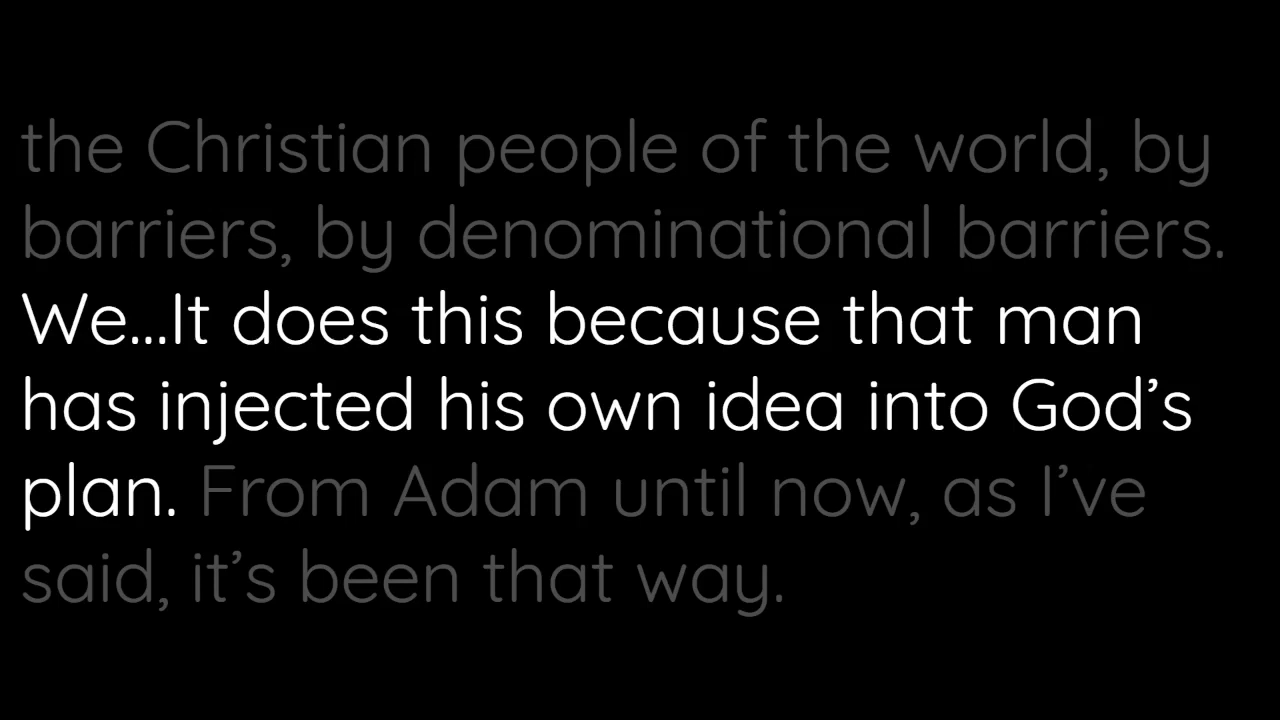 the Christian people of the world, by
barriers, by denominational barriers.
We...It does this because that man
has injected his own idea into God’s
plan. From Adam until now, as I’ve
said, it’s been that way.